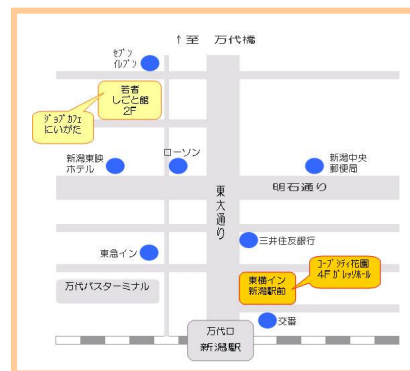 ↑至 万代橋
セブン
イレブン
若者
しごと館
2F
ジョブカフェ
にいがた
新潟東映
ホテル
ローソン
新潟中央
郵便局
明石通り
東大通り
三井住友銀行
東急イン
コープシティ花園
4F ガレッソホール
東横イン
新潟駅前
万代バスターミナル
交番
万代口
新潟駅